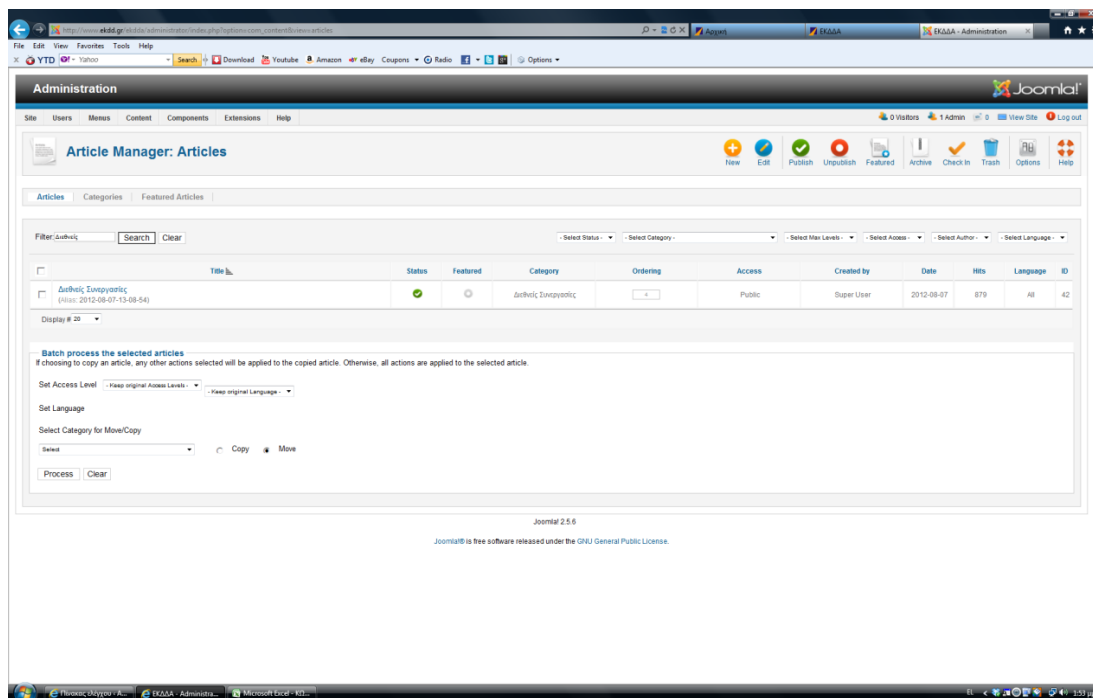 http://www.ekdd.gr/ekdda/administrator/index.php?option=com_content&view=articles
Αρχική
ΕΚΔΔΑ
ΕΚΔΔΑ - Administration
File Edit View Favorites Tools Help
YTD Yahoo Search Download Youtube Amazon eBay Coupons Radio Options
Administration
Joomla!
Site Users Menus Content Components Extensions Help
0 Visitors 1 Admin 0 View Site Log out
Article Manager: Articles
New Edit Publish Unpublish Featured Archive Check In Trash Options Help
Articles Categories Featured Articles
Filter: Διεθνείς Search Clear - Select Status - - Select Category - - Select Max Levels - - Select Access - - Select Author - - Select Language -
Title Status Featured Category Ordering Access Created by Date Hits Language ID
Διεθνείς Συνεργασίες Διεθνείς Συνεργασίες 4 Public Super User 2012-08-07 879 All 42
(Alias: 2012-08-07-13-08-54)
Display # 20
Batch process the selected articles
If choosing to copy an article, any other actions selected will be applied to the copied article. Otherwise, all actions are applied to the selected article.
Set Access Level - Keep original Access Levels - - Keep original Language -
Set Language
Select Category for Move/Copy
Select Copy Move
Process Clear
Joomla! 2.5.6
Joomla!® is free software released under the GNU General Public License.
Πίνακας ελέγχου - Α... ΕΚΔΔΑ - Administra... Microsoft Excel - ΚΩ... EL 1:53 μμ